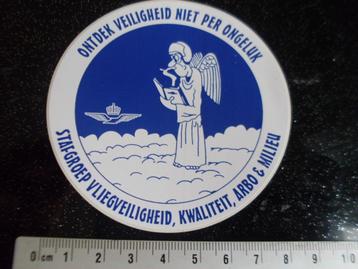 ONTDEK VEILIGHEID NIET PER ONGELUK
STAFGROEP VLIEGVEILIGHEID, KWALITEIT, ARBO & MILIEU
0 cm 1 2 3 4 5 6 7 8 9 10